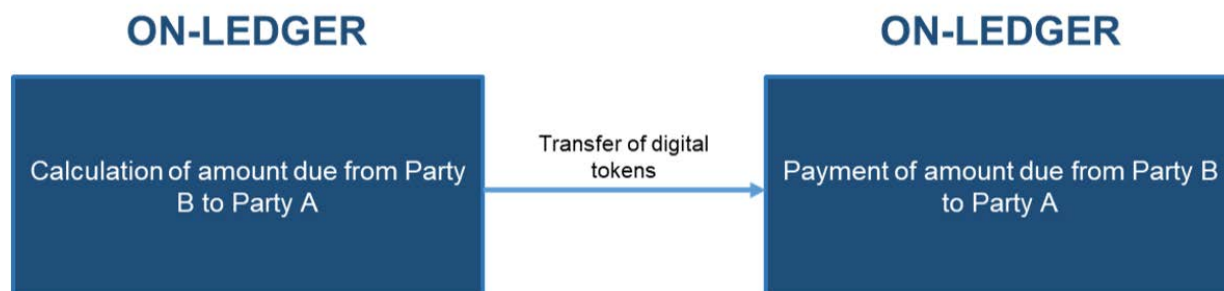 ON-LEDGER
ON-LEDGER
Calculation of amount due from Party
B to Party A
Transfer of digital
tokens
Payment of amount due from Party B
to Party A